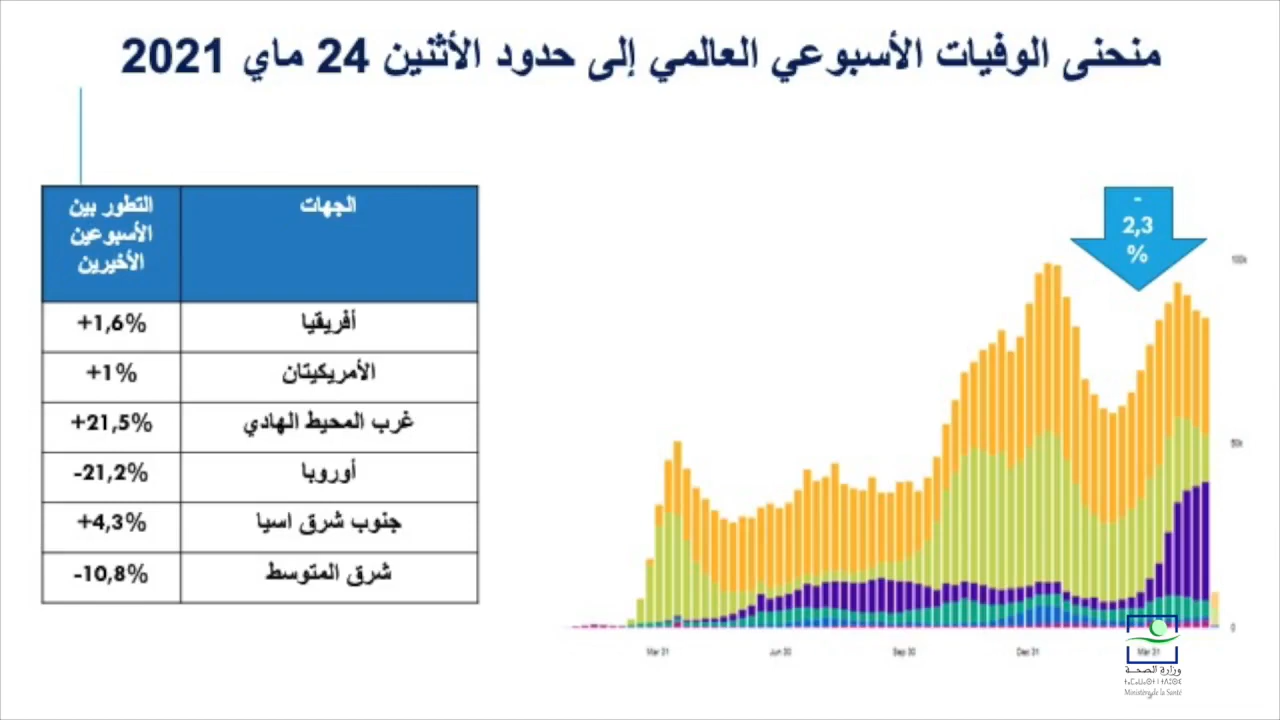 منحنى الوفيات الأسبوعي العالمي إلى حدود الأثنين 24 ماي 2021
الجهات	التطور بين الأسبوعين الأخيرين
أفريقيا	+1,6%
الأمريكيتان	+1%
غرب المحيط الهادي	+21,5%
أوروبا	-21,2%
جنوب شرق اسيا	+4,3%
شرق المتوسط	-10,8%
-
2,3
%
100k
50k
0
Mar 31	Jun 30	Sep 30	Dec 31	Mar 31
وزارة الصحة
Ministère de la Santé